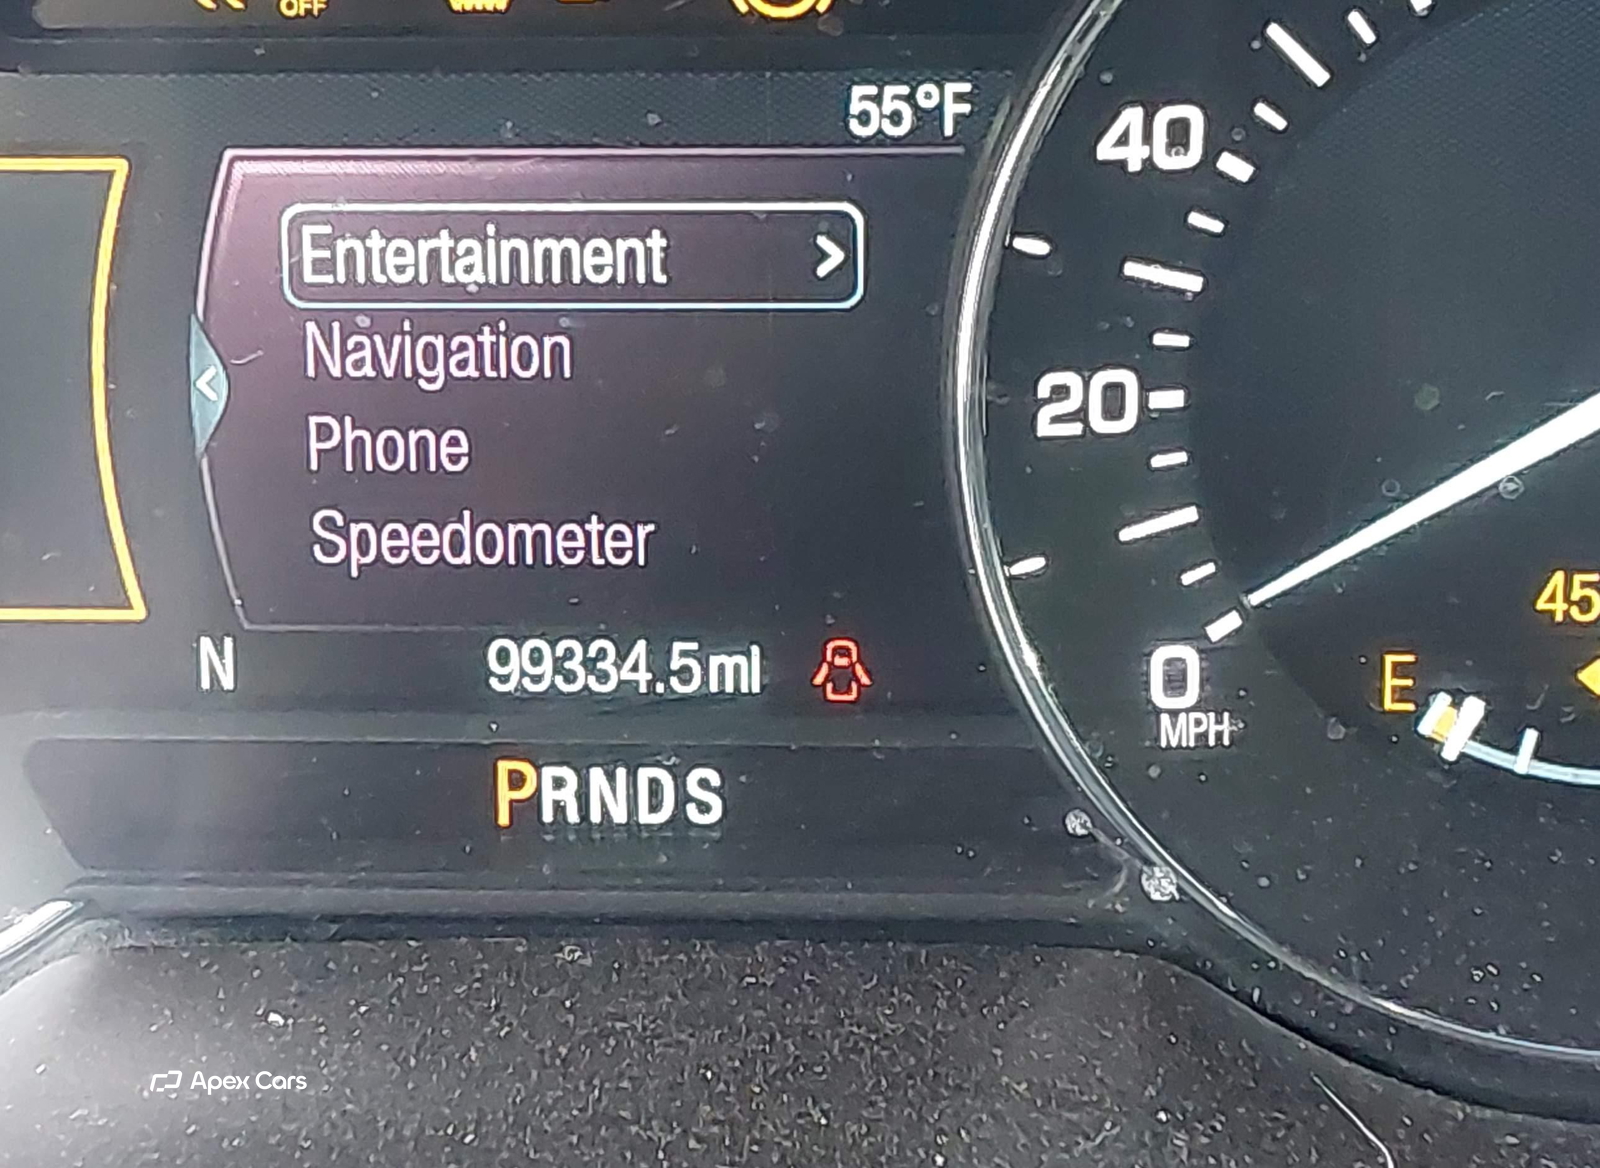 OFF
55°F
Entertainment >
Navigation
Phone
Speedometer
N 99334.5mi
PRNDS
40
20
0
MPH
45
E
Apex Cars